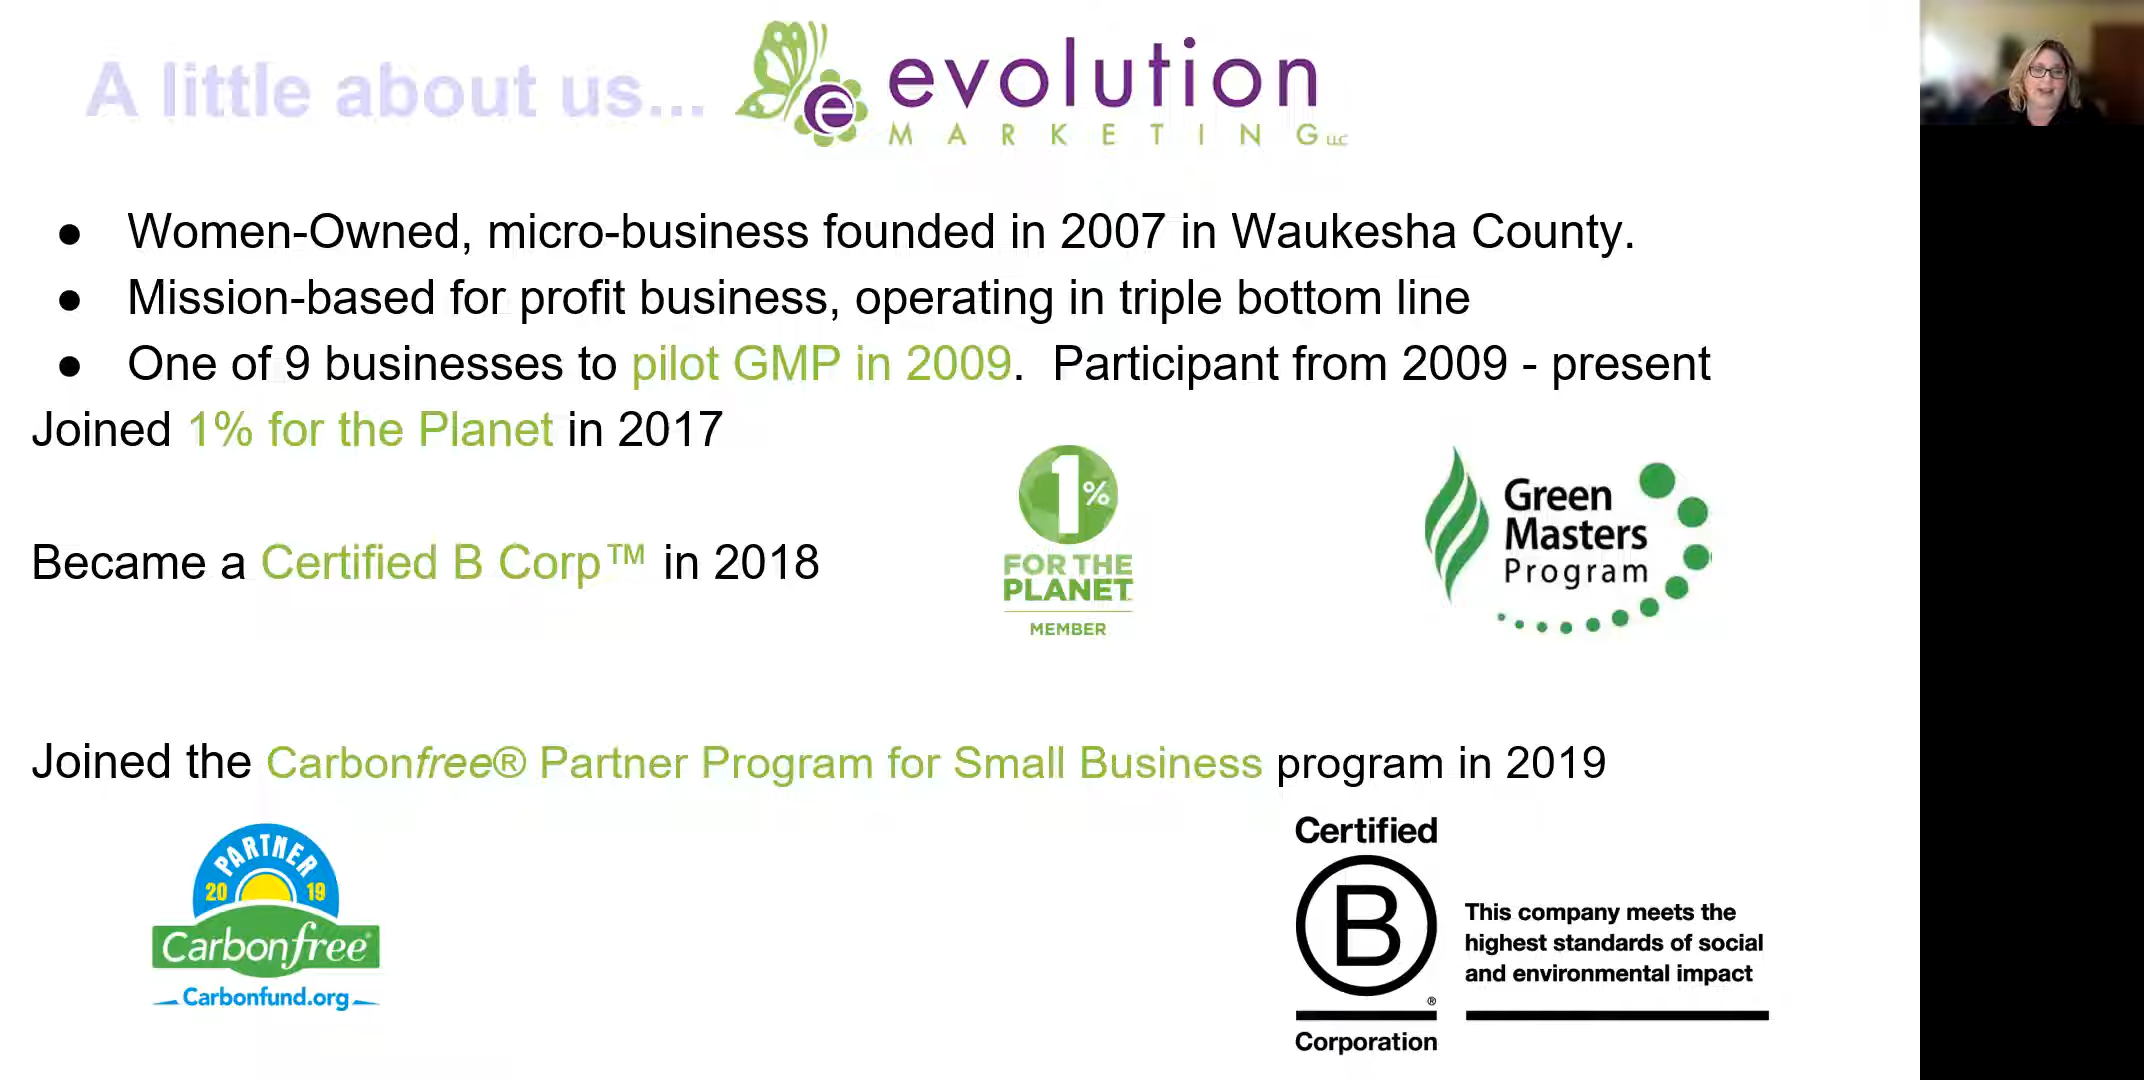 A little about us...
evolution
MARKETING LLC
● Women-Owned, micro-business founded in 2007 in Waukesha County.
● Mission-based for profit business, operating in triple bottom line
● One of 9 businesses to pilot GMP in 2009. Participant from 2009 - present
Joined 1% for the Planet in 2017
1%
FOR THE
PLANET
MEMBER
Green
Masters
Program
Became a Certified B Corp™ in 2018
Joined the Carbonfree® Partner Program for Small Business program in 2019
PARTNER
20 19
Carbonfree®
Carbonfund.org
Certified
B
®
Corporation
This company meets the
highest standards of social
and environmental impact